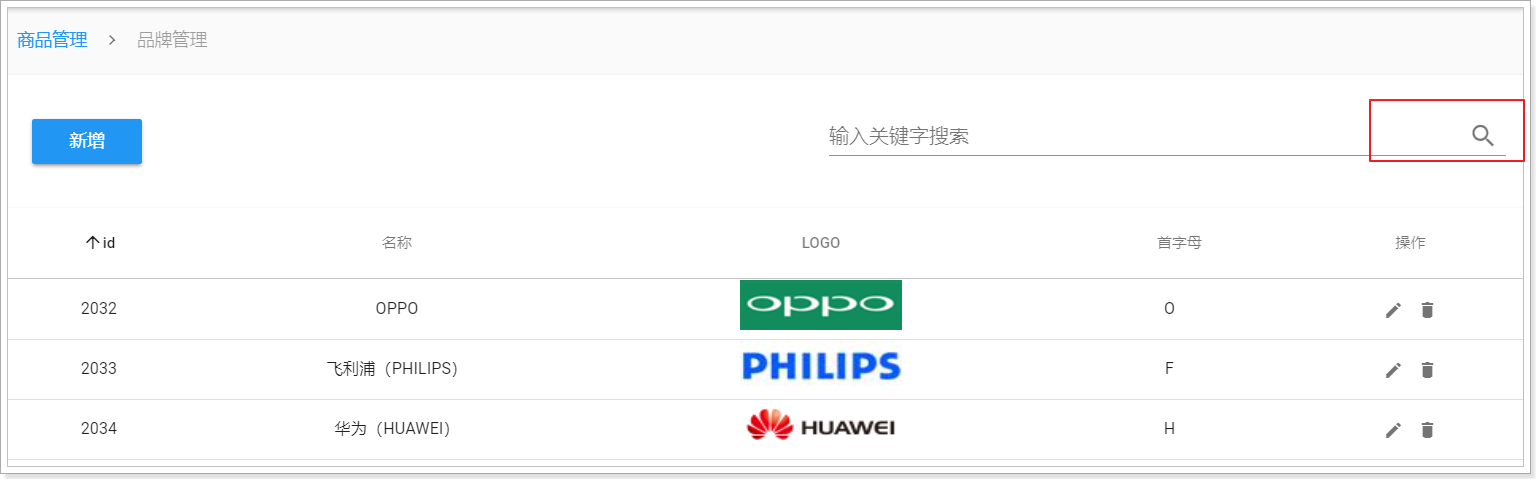 商品管理 > 品牌管理
新增
输入关键字搜索
id 名称 LOGO 首字母 操作
2032 OPPO oppo O
2033 飞利浦（PHILIPS） PHILIPS F
2034 华为（HUAWEI） HUAWEI H